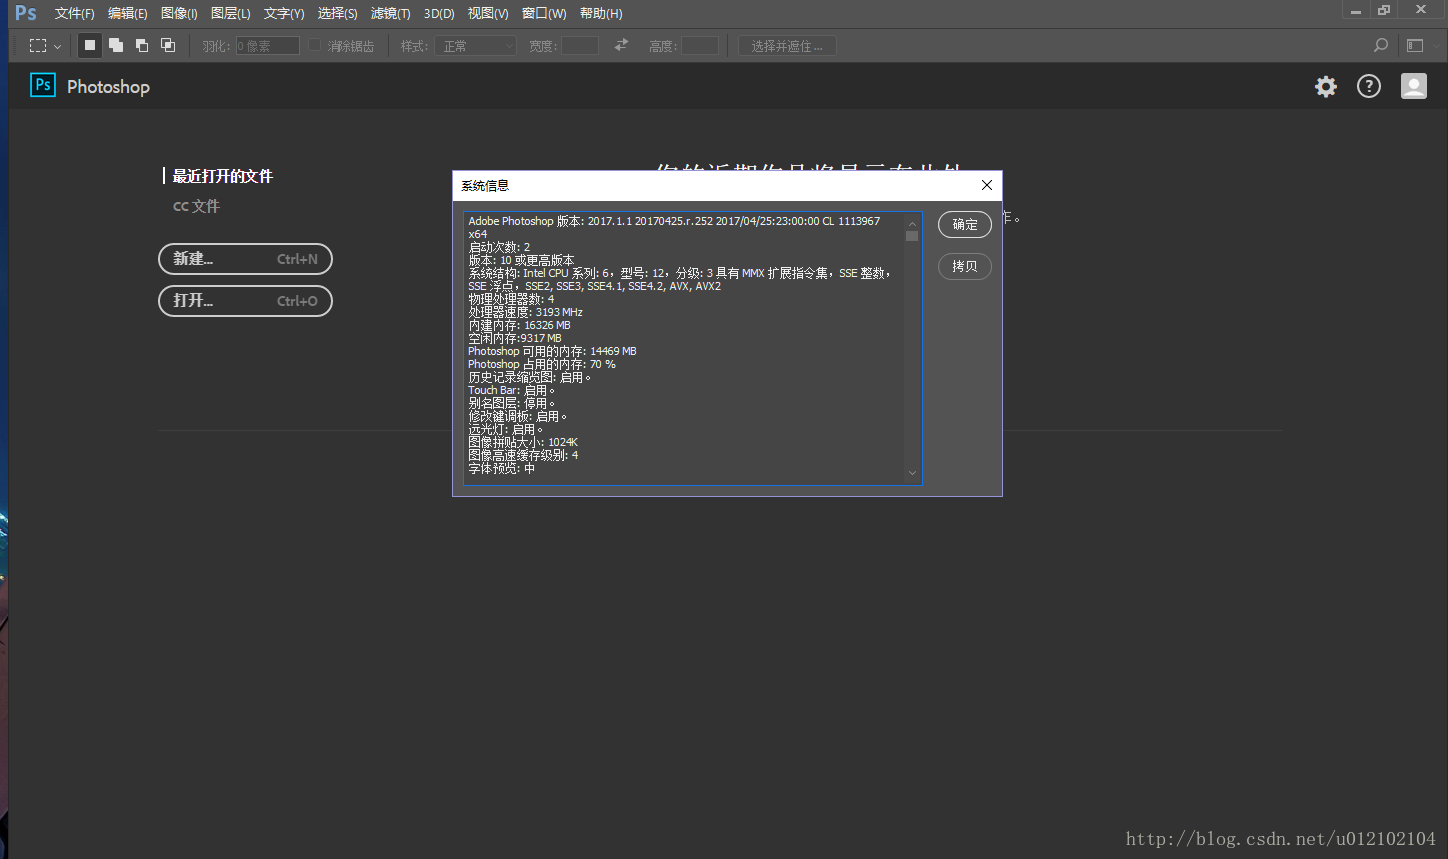 Ps 文件(F) 编辑(E) 图像(I) 图层(L) 文字(Y) 选择(S) 滤镜(T) 3D(D) 视图(V) 窗口(W) 帮助(H)
羽化: 0 像素 消除锯齿 样式: 正常 宽度: 高度: 选择并遮住 ...
Ps Photoshop
最近打开的文件
CC 文件
新建... Ctrl+N
打开... Ctrl+O
作。
系统信息
Adobe Photoshop 版本: 2017.1.1 20170425.r.252 2017/04/25:23:00:00 CL 1113967
x64
启动次数: 2
版本: 10 或更高版本
系统结构: Intel CPU 系列: 6，型号: 12，分级: 3 具有 MMX 扩展指令集，SSE 整数，
SSE 浮点，SSE2, SSE3, SSE4.1, SSE4.2, AVX, AVX2
物理处理器数: 4
处理器速度: 3193 MHz
内建内存: 16326 MB
空闲内存:9317 MB
Photoshop 可用的内存: 14469 MB
Photoshop 占用的内存: 70 %
历史记录缩览图: 启用。
Touch Bar: 启用。
别名图层: 停用。
修改键调板: 启用。
远光灯: 启用。
图像拼贴大小: 1024K
图像高速缓存级别: 4
字体预览: 中
确定
拷贝
http://blog.csdn.net/u012102104